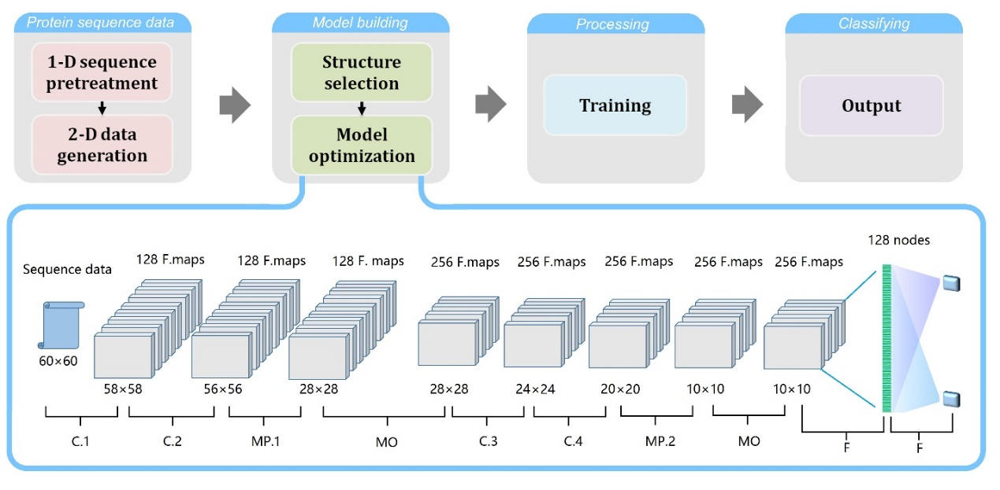 Protein sequence data
Model building
Processing
Classifying
1-D sequence
pretreatment
2-D data
generation
Structure
selection
Model
optimization
Training
Output
128 nodes
128 F.maps
128 F.maps
128 F. maps
256 F.maps
256 F.maps
256 F.maps
256 F.maps
256 F.maps
Sequence data
60×60
58×58
56×56
28×28
28×28
24×24
20×20
10×10
10×10
C.1
C.2
MP.1
MO
C.3
C.4
MP.2
MO
F
F